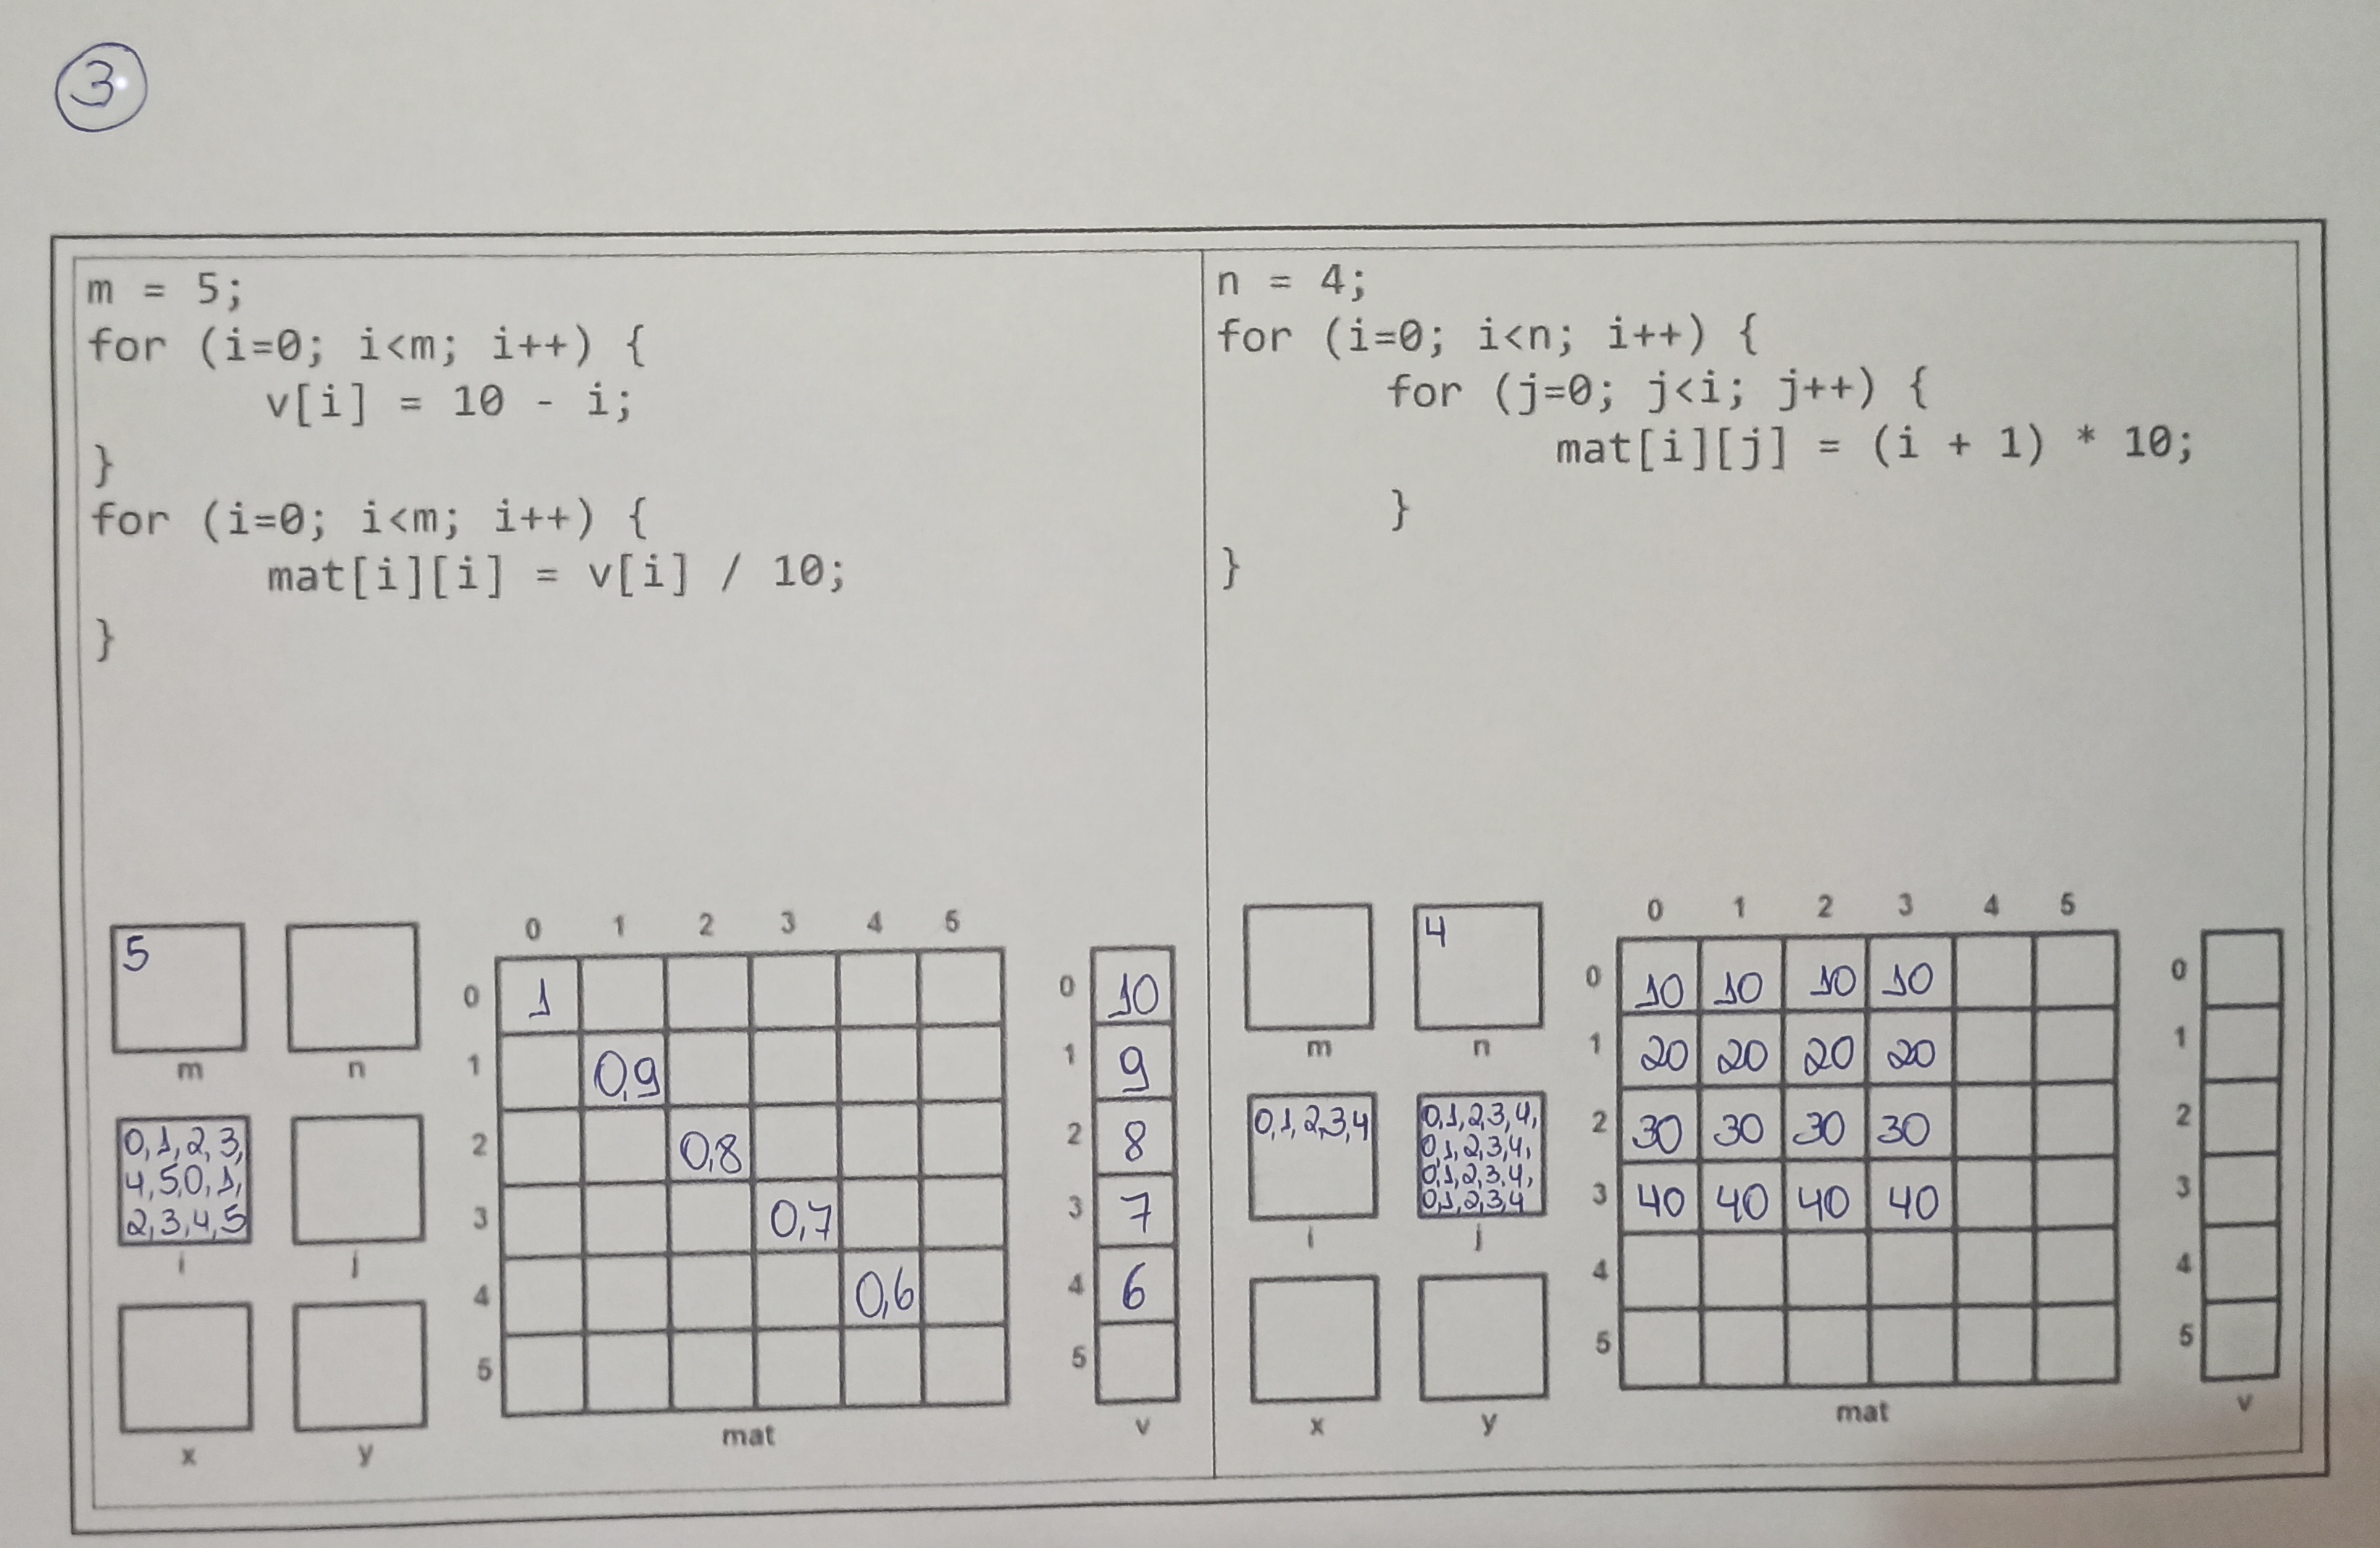 3
m = 5;
for (i=0; i<m; i++) {
v[i] = 10 - i;
}
for (i=0; i<m; i++) {
mat[i][i] = v[i] / 10;
}
5
m
n
0,1,2,3,
4,5,0,1,
2,3,4,5
i
j
x
y
0 1 2 3 4 5
0 1
1 0,9
2 0,8
3 0,7
4 0,6
5
mat
0 10
1 9
2 8
3 7
4 6
5
v
n = 4;
for (i=0; i<n; i++) {
for (j=0; j<i; j++) {
mat[i][j] = (i + 1) * 10;
}
}
m
4
n
0,1,2,3,4
i
0,1,2,3,4,
0,1,2,3,4,
0,1,2,3,4,
0,1,2,3,4
j
x
y
0 1 2 3 4 5
0 10 10 10 10
1 20 20 20 20
2 30 30 30 30
3 40 40 40 40
4
5
mat
0
1
2
3
4
5
v